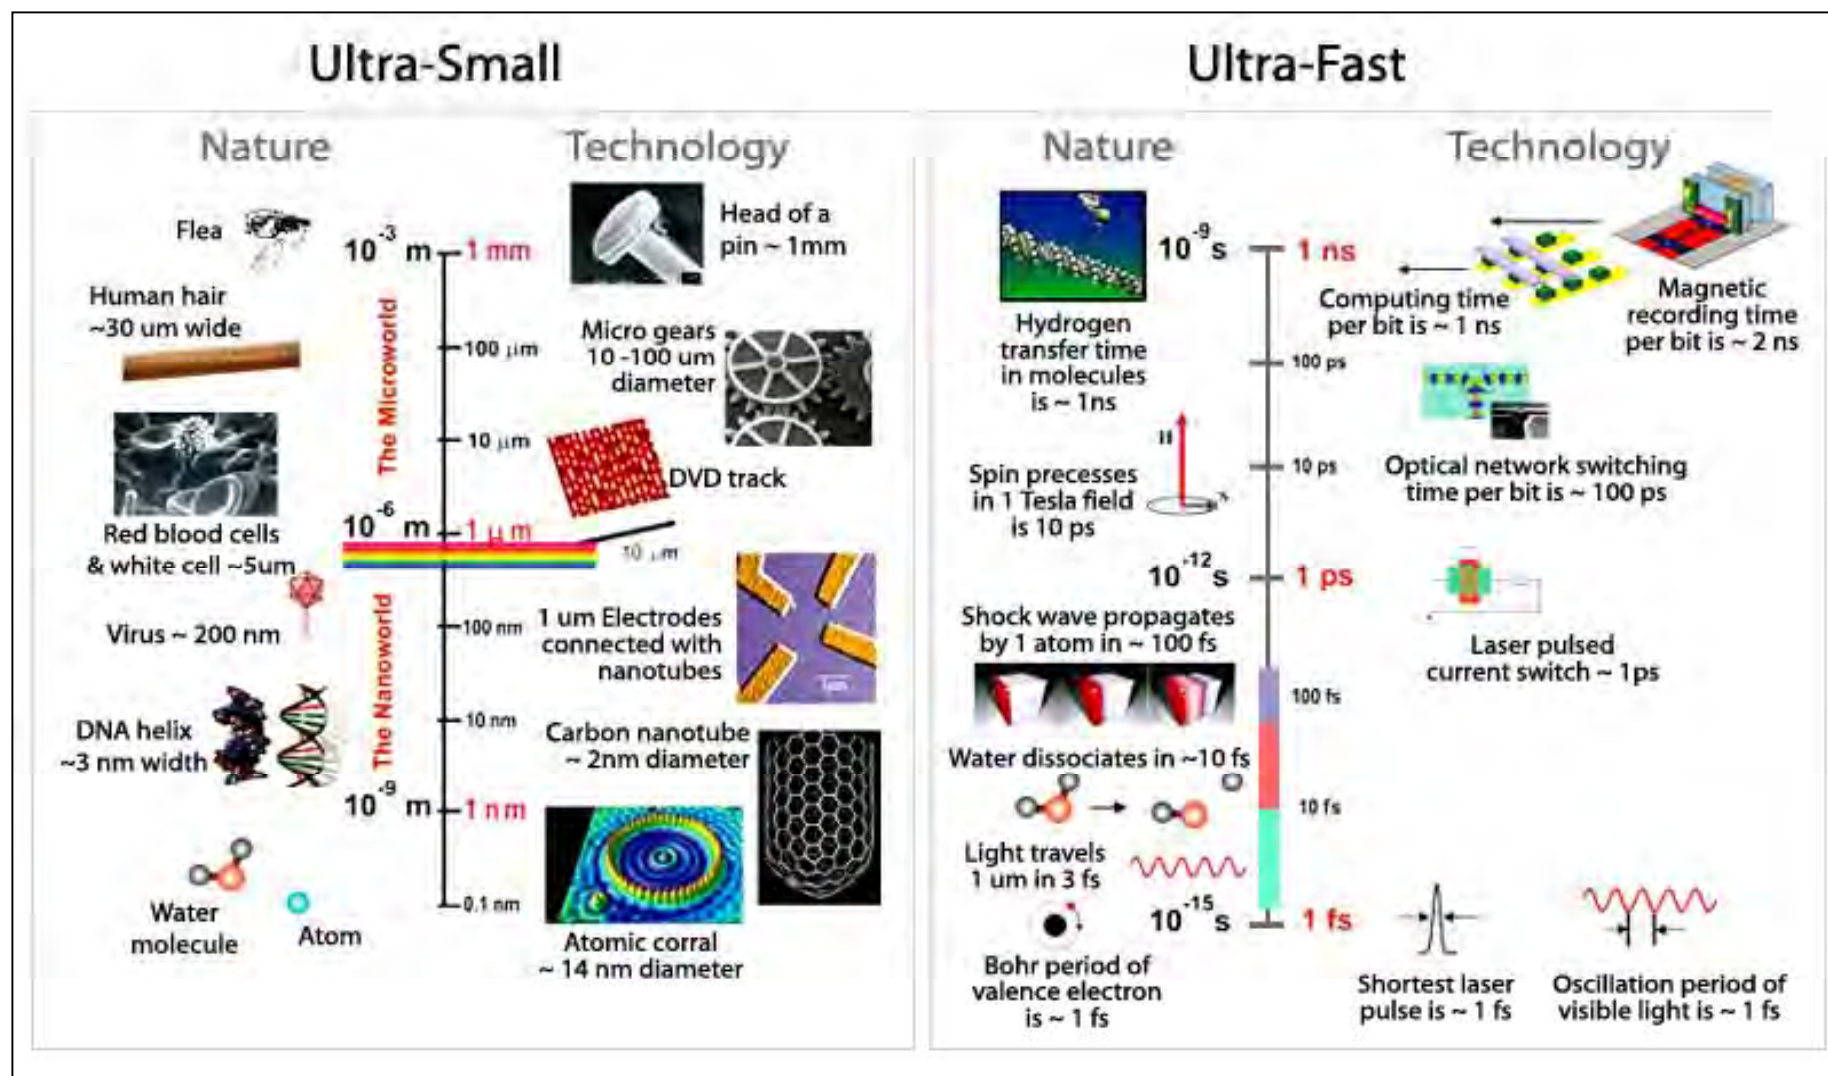 Ultra-Small
Nature
Technology
Flea
10-3 m
1 mm
Head of a
pin ~ 1mm
Human hair
~30 um wide
The Microworld
100 μm
Micro gears
10 -100 um
diameter
10 μm
DVD track
Red blood cells
& white cell ~5um
10-6 m
1 μm
10 μm
Virus ~ 200 nm
The Nanoworld
100 nm
1 um Electrodes
connected with
nanotubes
1μm
DNA helix
~3 nm width
10 nm
Carbon nanotube
~ 2nm diameter
10-9 m
1 nm
Water
molecule
Atom
0.1 nm
Atomic corral
~ 14 nm diameter
Ultra-Fast
Nature
Technology
10-9 s
1 ns
Hydrogen
transfer time
in molecules
is ~ 1ns
Computing time
per bit is ~ 1 ns
Magnetic
recording time
per bit is ~ 2 ns
100 ps
H
Spin precesses
in 1 Tesla field
is 10 ps
10 ps
Optical network switching
time per bit is ~ 100 ps
10-12 s
1 ps
Shock wave propagates
by 1 atom in ~ 100 fs
Laser pulsed
current switch ~ 1ps
100 fs
Water dissociates in ~10 fs
10 fs
Light travels
1 um in 3 fs
10-15 s
1 fs
Bohr period of
valence electron
is ~ 1 fs
Shortest laser
pulse is ~ 1 fs
Oscillation period of
visible light is ~ 1 fs